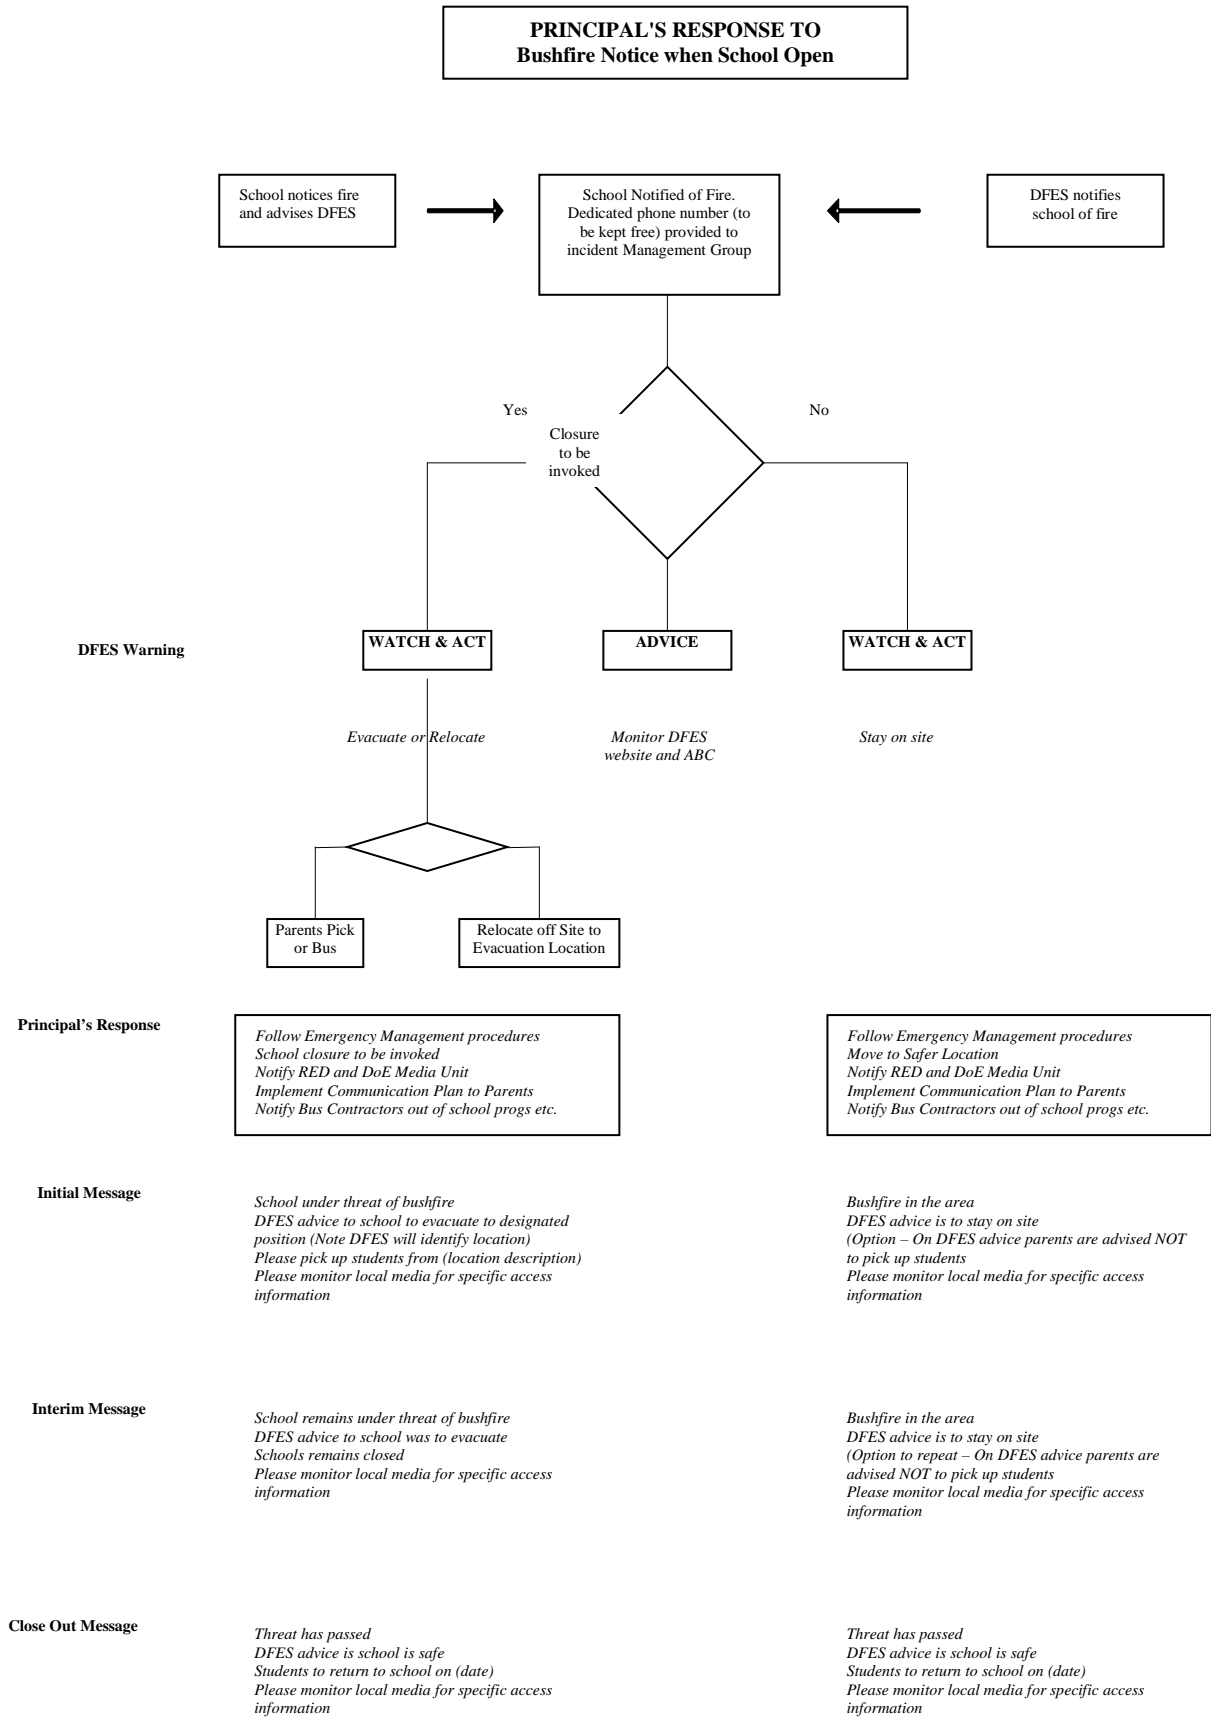 PRINCIPAL'S RESPONSE TO
Bushfire Notice when School Open
School notices fire
and advises DFES
School Notified of Fire.
Dedicated phone number (to
be kept free) provided to
incident Management Group
DFES notifies
school of fire
Yes
No
Closure
to be
invoked
DFES Warning
WATCH & ACT
ADVICE
WATCH & ACT
Evacuate or Relocate
Monitor DFES
website and ABC
Stay on site
Parents Pick
or Bus
Relocate off Site to
Evacuation Location
Principal's Response
Follow Emergency Management procedures
School closure to be invoked
Notify RED and DoE Media Unit
Implement Communication Plan to Parents
Notify Bus Contractors out of school progs etc.
Follow Emergency Management procedures
Move to Safer Location
Notify RED and DoE Media Unit
Implement Communication Plan to Parents
Notify Bus Contractors out of school progs etc.
Initial Message
School under threat of bushfire
DFES advice to school to evacuate to designated
position (Note DFES will identify location)
Please pick up students from (location description)
Please monitor local media for specific access
information
Bushfire in the area
DFES advice is to stay on site
(Option – On DFES advice parents are advised NOT
to pick up students
Please monitor local media for specific access
information
Interim Message
School remains under threat of bushfire
DFES advice to school was to evacuate
Schools remains closed
Please monitor local media for specific access
information
Bushfire in the area
DFES advice is to stay on site
(Option to repeat – On DFES advice parents are
advised NOT to pick up students
Please monitor local media for specific access
information
Close Out Message
Threat has passed
DFES advice is school is safe
Students to return to school on (date)
Please monitor local media for specific access
information
Threat has passed
DFES advice is school is safe
Students to return to school on (date)
Please monitor local media for specific access
information